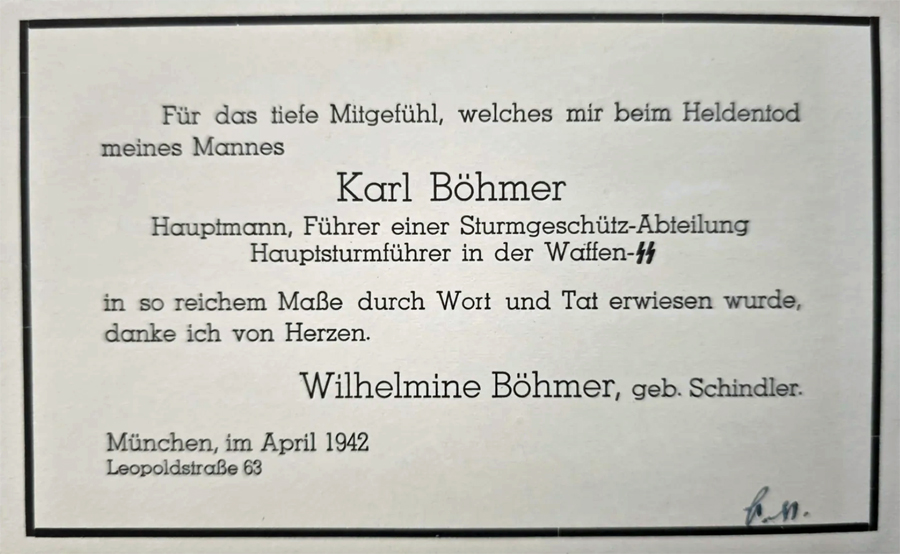 Für das tiefe Mitgefühl, welches mir beim Heldentod
meines Mannes
Karl Böhmer
Hauptmann, Führer einer Sturmgeschütz-Abteilung
Hauptsturmführer in der Waffen-ᛋᛋ
in so reichem Maße durch Wort und Tat erwiesen wurde,
danke ich von Herzen.
Wilhelmine Böhmer, geb. Schindler.
München, im April 1942
Leopoldstraße 63